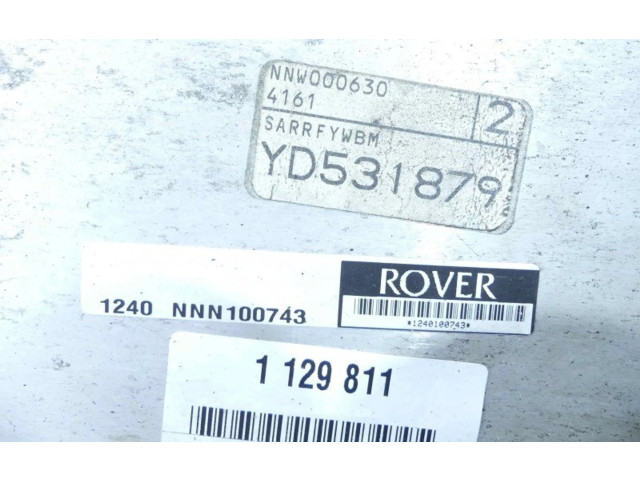 NNW000630
4161
2
SARRFYWBM
YD531879
ROVER
1240 NNN100743
*1240100743*
1 129 811